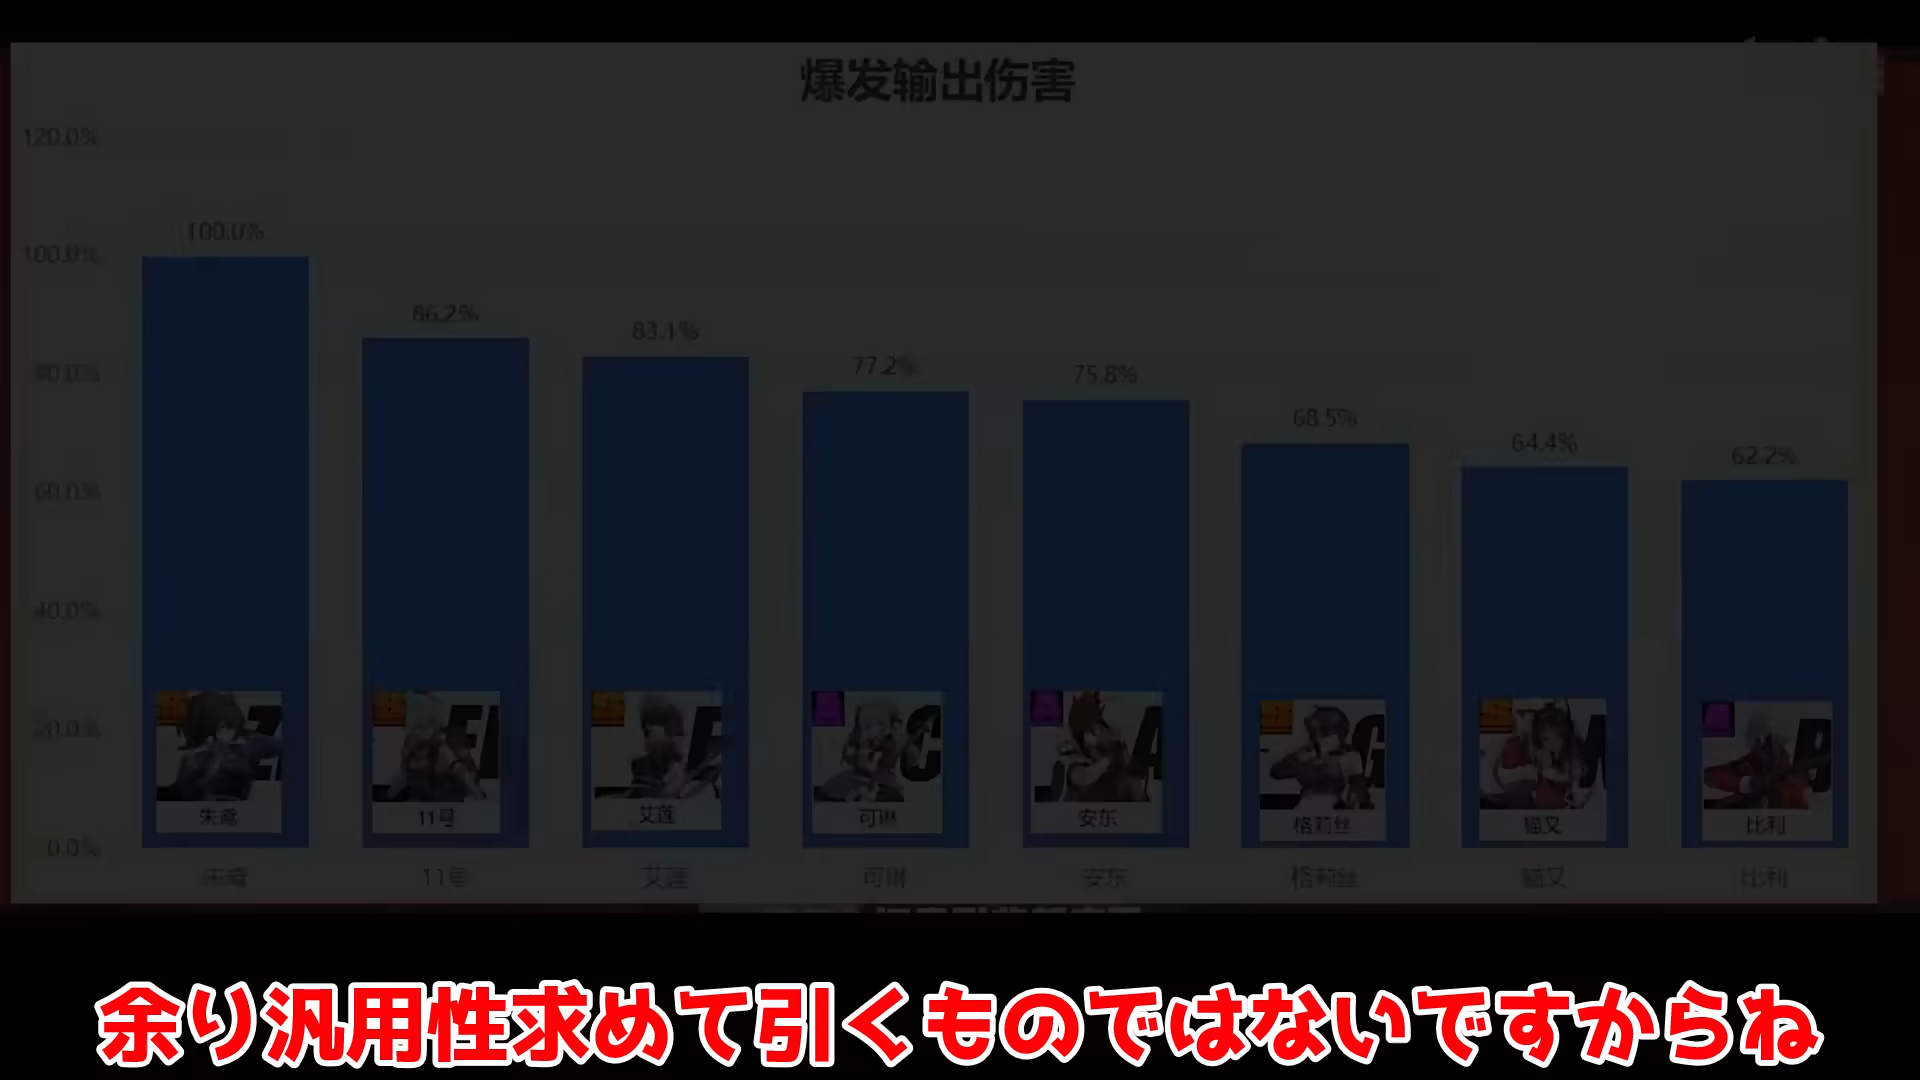 爆发输出伤害
120.0%
100.0%
80.0%
60.0%
40.0%
20.0%
0.0%
100.0%
86.2%
83.1%
77.2%
75.8%
68.5%
64.4%
62.2%
朱鸢
11号
艾莲
可琳
安东
格莉丝
猫又
比利
朱鸢
11号
艾莲
可琳
安东
格莉丝
猫又
比利
余り汎用性求めて引くものではないですからね